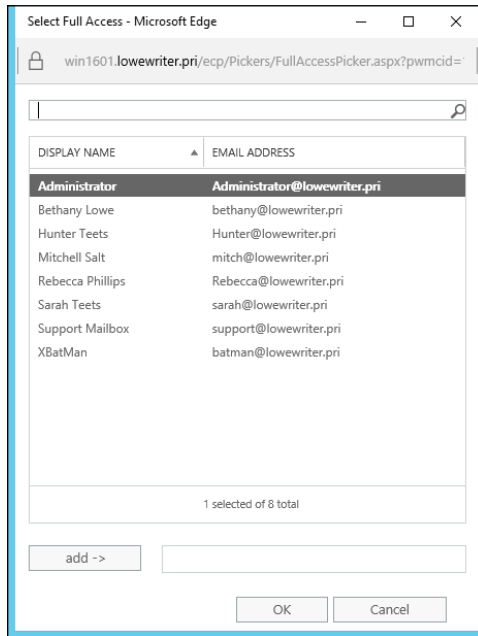 Select Full Access - Microsoft Edge
win1601.lowewriter.pri/ecp/Pickers/FullAccessPicker.aspx?pwmcid=
DISPLAY NAME EMAIL ADDRESS
Administrator Administrator@lowewriter.pri
Bethany Lowe bethany@lowewriter.pri
Hunter Teets Hunter@lowewriter.pri
Mitchell Salt mitch@lowewriter.pri
Rebecca Phillips Rebecca@lowewriter.pri
Sarah Teets sarah@lowewriter.pri
Support Mailbox support@lowewriter.pri
XBatMan batman@lowewriter.pri
1 selected of 8 total
add ->
OK Cancel